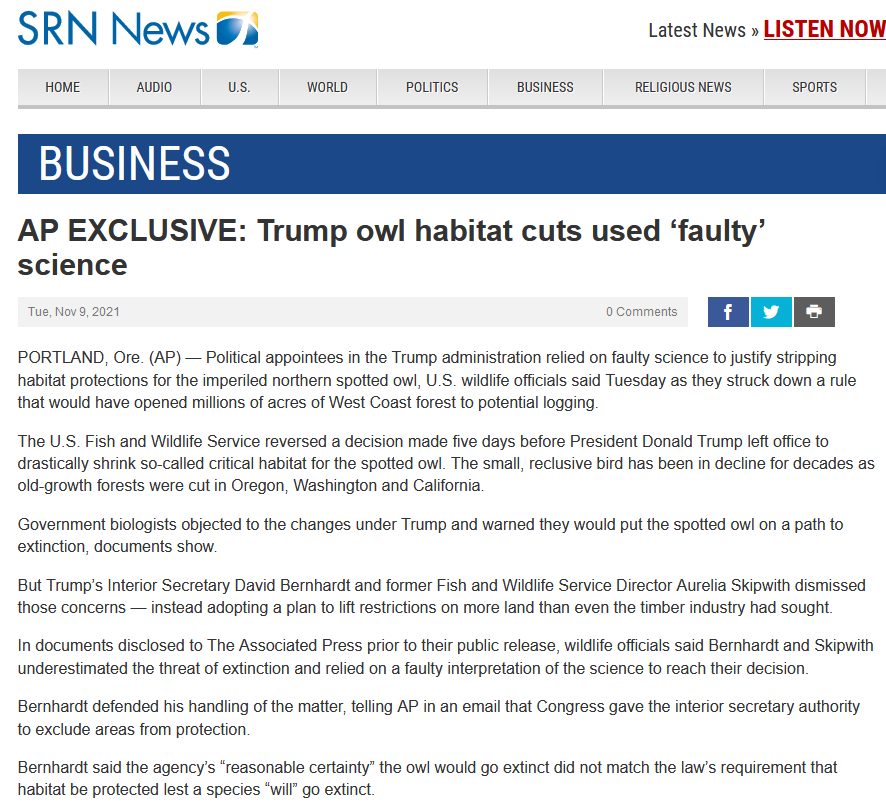 SRN News
Latest News » LISTEN NOW
HOME AUDIO U.S. WORLD POLITICS BUSINESS RELIGIOUS NEWS SPORTS
BUSINESS
AP EXCLUSIVE: Trump owl habitat cuts used ‘faulty’
science
Tue, Nov 9, 2021 0 Comments
PORTLAND, Ore. (AP) — Political appointees in the Trump administration relied on faulty science to justify stripping
habitat protections for the imperiled northern spotted owl, U.S. wildlife officials said Tuesday as they struck down a rule
that would have opened millions of acres of West Coast forest to potential logging.
The U.S. Fish and Wildlife Service reversed a decision made five days before President Donald Trump left office to
drastically shrink so-called critical habitat for the spotted owl. The small, reclusive bird has been in decline for decades as
old-growth forests were cut in Oregon, Washington and California.
Government biologists objected to the changes under Trump and warned they would put the spotted owl on a path to
extinction, documents show.
But Trump’s Interior Secretary David Bernhardt and former Fish and Wildlife Service Director Aurelia Skipwith dismissed
those concerns — instead adopting a plan to lift restrictions on more land than even the timber industry had sought.
In documents disclosed to The Associated Press prior to their public release, wildlife officials said Bernhardt and Skipwith
underestimated the threat of extinction and relied on a faulty interpretation of the science to reach their decision.
Bernhardt defended his handling of the matter, telling AP in an email that Congress gave the interior secretary authority
to exclude areas from protection.
Bernhardt said the agency’s “reasonable certainty” the owl would go extinct did not match the law’s requirement that
habitat be protected lest a species “will” go extinct.